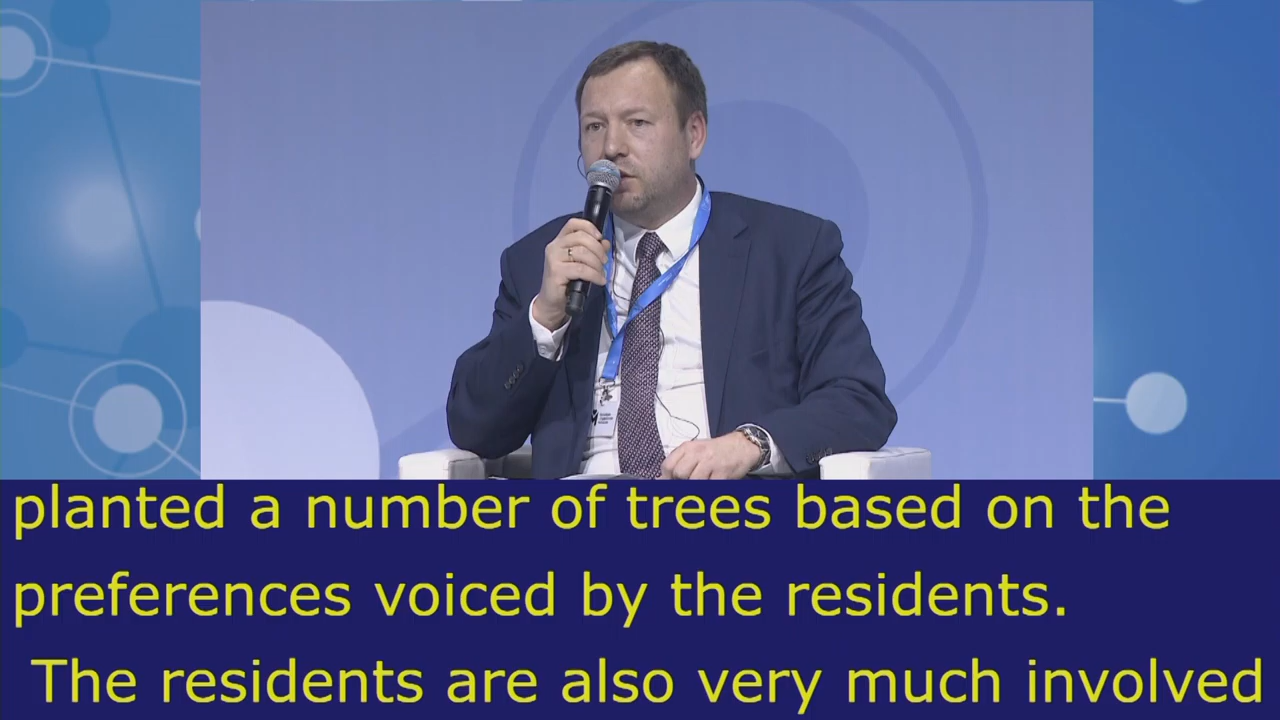 planted a number of trees based on the
preferences voiced by the residents.
The residents are also very much involved